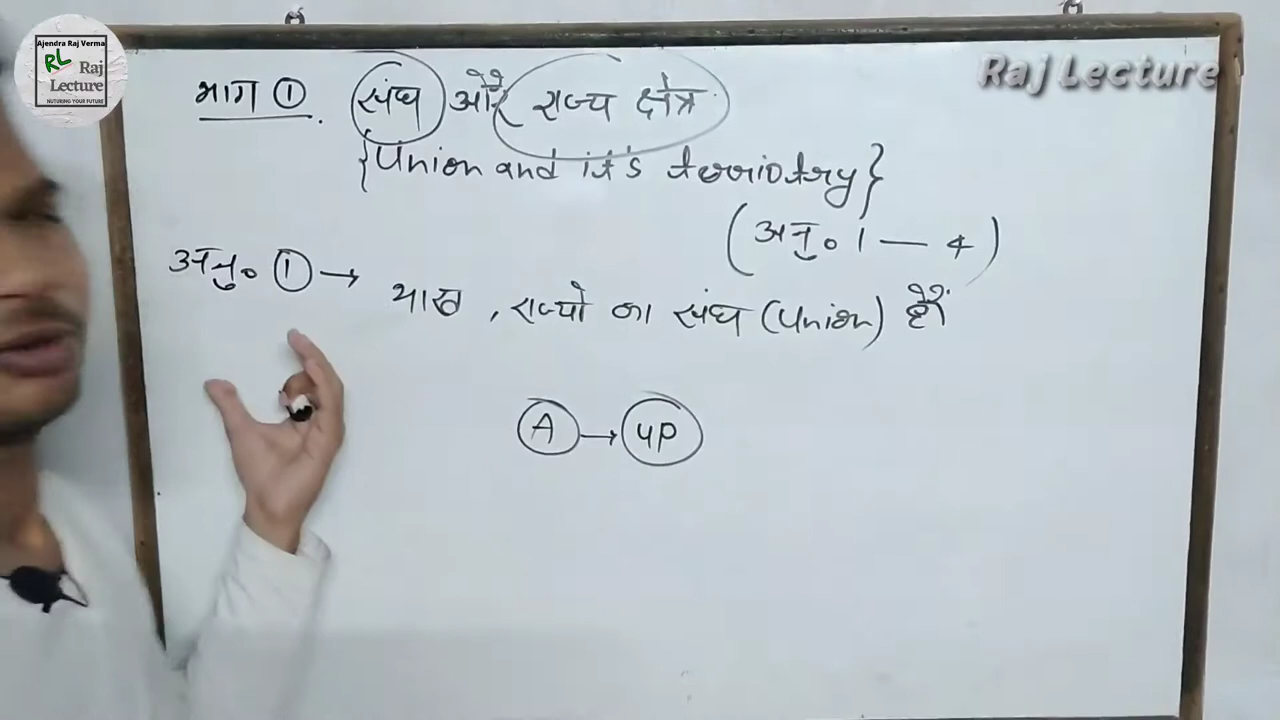 Ajendra Raj Verma
RL Raj
Lecture
NUTURING YOUR FUTURE
Raj Lecture
भाग ① . संघ और राज्य क्षेत्र
{Union and it's terriotry}
(अनु० 1 — 4)
अनु० ① →
भारत , राज्यो का संघ (Union) हैं
A → UP